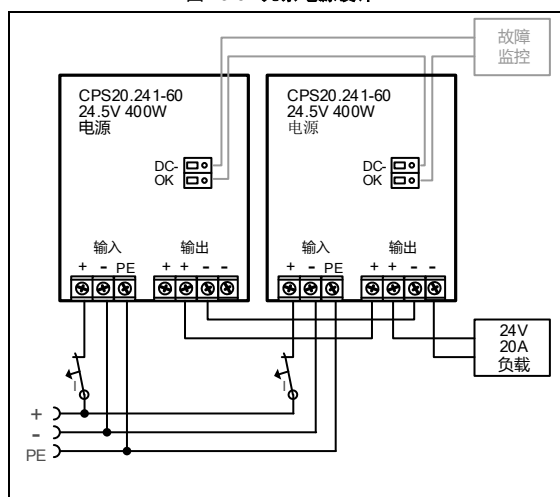 故障
监控
CPS20.241-60
24.5V 400W
电源
DC-
OK
输入 输出
+ - PE + + - -
CPS20.241-60
24.5V 400W
电源
DC-
OK
输入 输出
+ - PE + + - -
24V
20A
负载
I
I
+
-
PE